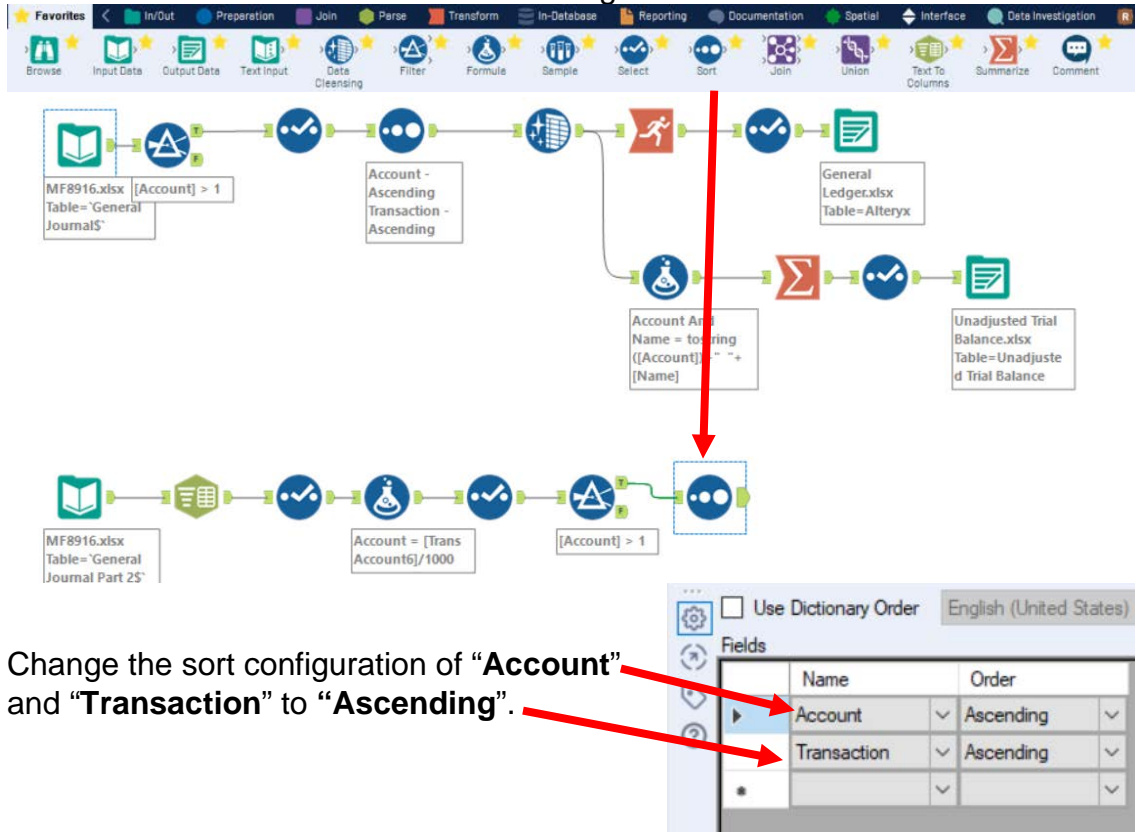 Favorites < In/Out Preparation Join Parse Transform In-Database Reporting Documentation Spatial Interface Data Investigation R
Browse Input Data Output Data Text Input Data Cleansing Filter Formula Sample Select Sort Join Union Text To Columns Summarize Comment
MF8916.xlsx
Table=`General
Journal$`
T
F
[Account] > 1
Account -
Ascending
Transaction -
Ascending
General
Ledger.xlsx
Table=Alteryx
Account And
Name = tostring
([Account])+" "+
[Name]
Unadjusted Trial
Balance.xlsx
Table=Unadjuste
d Trial Balance
MF8916.xlsx
Table=`General
Journal Part 2$`
Account = [Trans
Account6]/1000
T
F
[Account] > 1
Change the sort configuration of “Account”
and “Transaction” to “Ascending”.
Use Dictionary Order English (United States)
Fields
Name Order
Account Ascending
Transaction Ascending